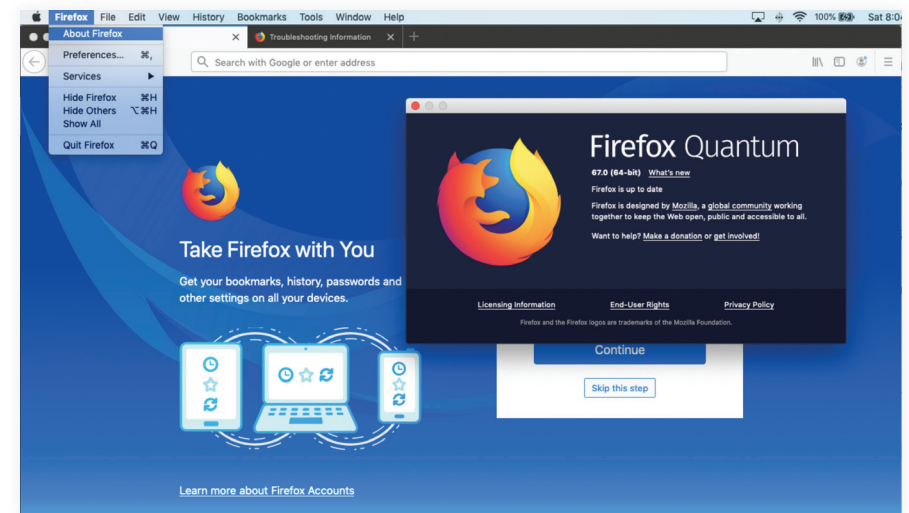 Firefox File Edit View History Bookmarks Tools Window Help 100% Sat 8:04
About Firefox
Preferences... ⌘,
Services
Hide Firefox ⌘H
Hide Others ⌥⌘H
Show All
Quit Firefox ⌘Q
Troubleshooting Information
Search with Google or enter address
Take Firefox with You
Get your bookmarks, history, passwords and
other settings on all your devices.
Learn more about Firefox Accounts
Firefox Quantum
67.0 (64-bit) What's new
Firefox is up to date
Firefox is designed by Mozilla, a global community working
together to keep the Web open, public and accessible to all.
Want to help? Make a donation or get involved!
Licensing Information End-User Rights Privacy Policy
Firefox and the Firefox logos are trademarks of the Mozilla Foundation.
Continue
Skip this step